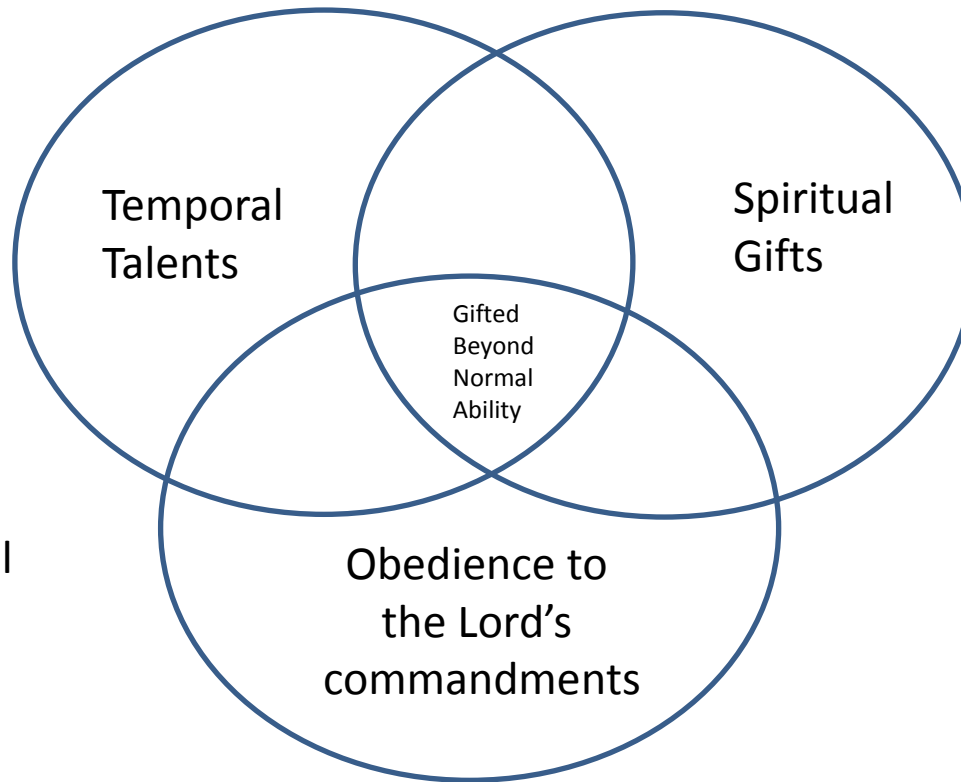 Temporal
Talents
Spiritual
Gifts
Gifted
Beyond
Normal
Ability
l
Obedience to
the Lord’s
commandments